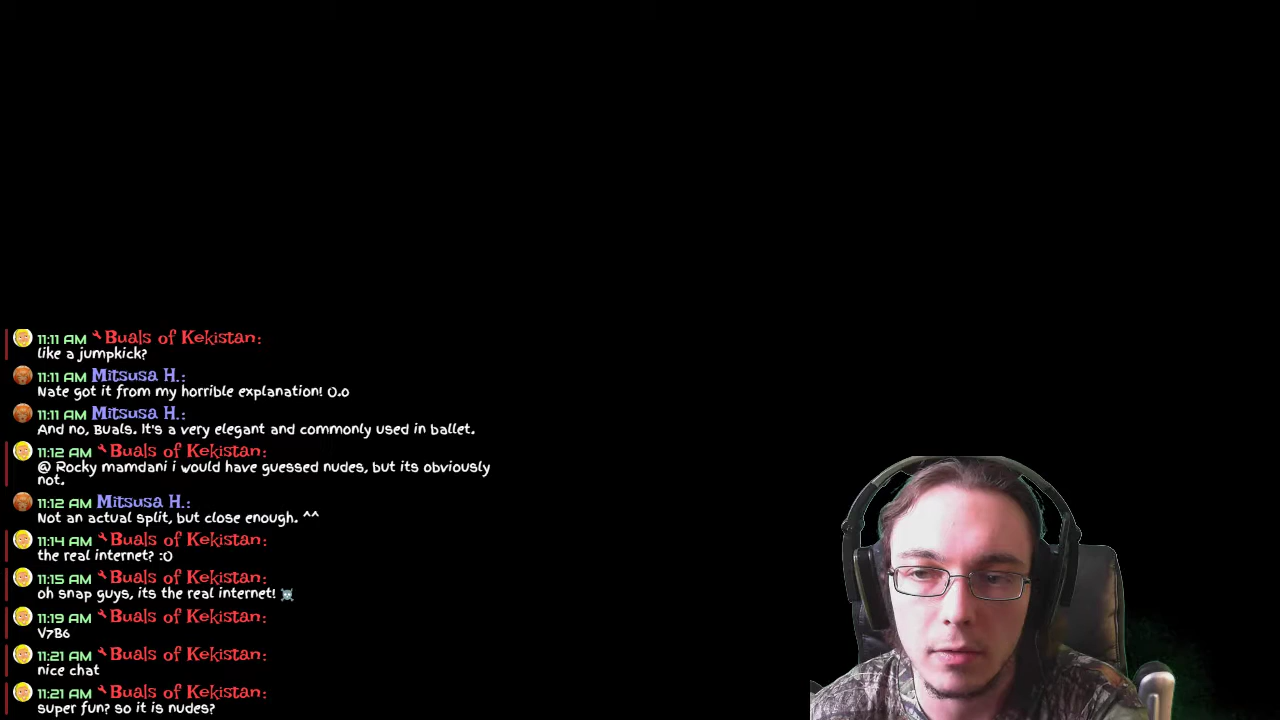 11:11 AM Buals of Kekistan:
like a jumpkick?
11:11 AM Mitsusa H.:
Nate got it from my horrible explanation! O.o
11:11 AM Mitsusa H.:
And no, Buals. It's a very elegant and commonly used in ballet.
11:12 AM Buals of Kekistan:
@ Rocky mamdani i would have guessed nudes, but its obviously
not.
11:12 AM Mitsusa H.:
Not an actual split, but close enough. ^^
11:14 AM Buals of Kekistan:
the real internet? :O
11:15 AM Buals of Kekistan:
oh snap guys, its the real internet! ☠
11:19 AM Buals of Kekistan:
V7B6
11:21 AM Buals of Kekistan:
nice chat
11:21 AM Buals of Kekistan:
super fun? so it is nudes?